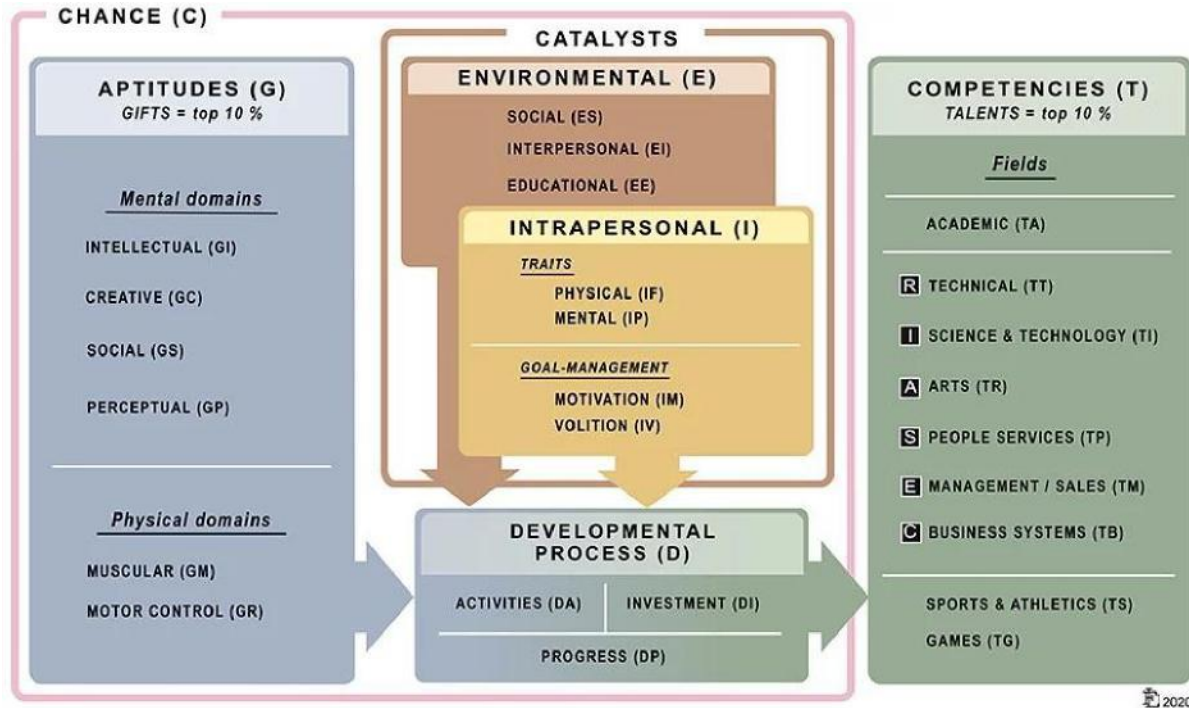 CHANCE (C)
APTITUDES (G)
GIFTS = top 10 %
Mental domains
INTELLECTUAL (GI)
CREATIVE (GC)
SOCIAL (GS)
PERCEPTUAL (GP)
Physical domains
MUSCULAR (GM)
MOTOR CONTROL (GR)
CATALYSTS
ENVIRONMENTAL (E)
SOCIAL (ES)
INTERPERSONAL (EI)
EDUCATIONAL (EE)
INTRAPERSONAL (I)
TRAITS
PHYSICAL (IF)
MENTAL (IP)
GOAL-MANAGEMENT
MOTIVATION (IM)
VOLITION (IV)
DEVELOPMENTAL
PROCESS (D)
ACTIVITIES (DA)
INVESTMENT (DI)
PROGRESS (DP)
COMPETENCIES (T)
TALENTS = top 10 %
Fields
ACADEMIC (TA)
R TECHNICAL (TT)
I SCIENCE & TECHNOLOGY (TI)
A ARTS (TR)
S PEOPLE SERVICES (TP)
E MANAGEMENT / SALES (TM)
C BUSINESS SYSTEMS (TB)
SPORTS & ATHLETICS (TS)
GAMES (TG)
2020